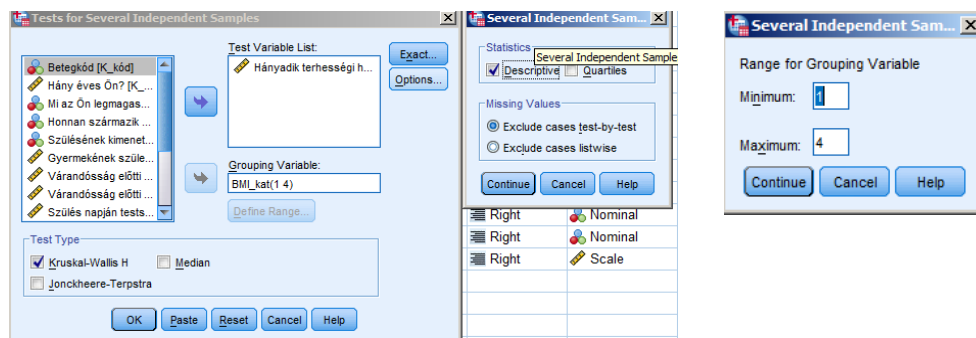 Tests for Several Independent Samples
Betegkód [K_kód]
Hány éves Ön? [K_...
Mi az Ön legmagas...
Honnan származik ...
Szülésének kimenet...
Gyermekének szüle...
Várandósság előtti ...
Várandósság előtti ...
Szülés napján tests...
Test Variable List:
Hányadik terhességi h...
Grouping Variable:
BMI_kat(1 4)
Define Range...
Exact...
Options...
Test Type
Kruskal-Wallis H
Median
Jonckheere-Terpstra
OK
Paste
Reset
Cancel
Help
Several Independent Sam...
Statistics
Several Independent Sample
Descriptive
Quartiles
Missing Values
Exclude cases test-by-test
Exclude cases listwise
Continue
Cancel
Help
Right
Nominal
Right
Nominal
Right
Scale
Several Independent Sam...
Range for Grouping Variable
Minimum:
1
Maximum:
4
Continue
Cancel
Help